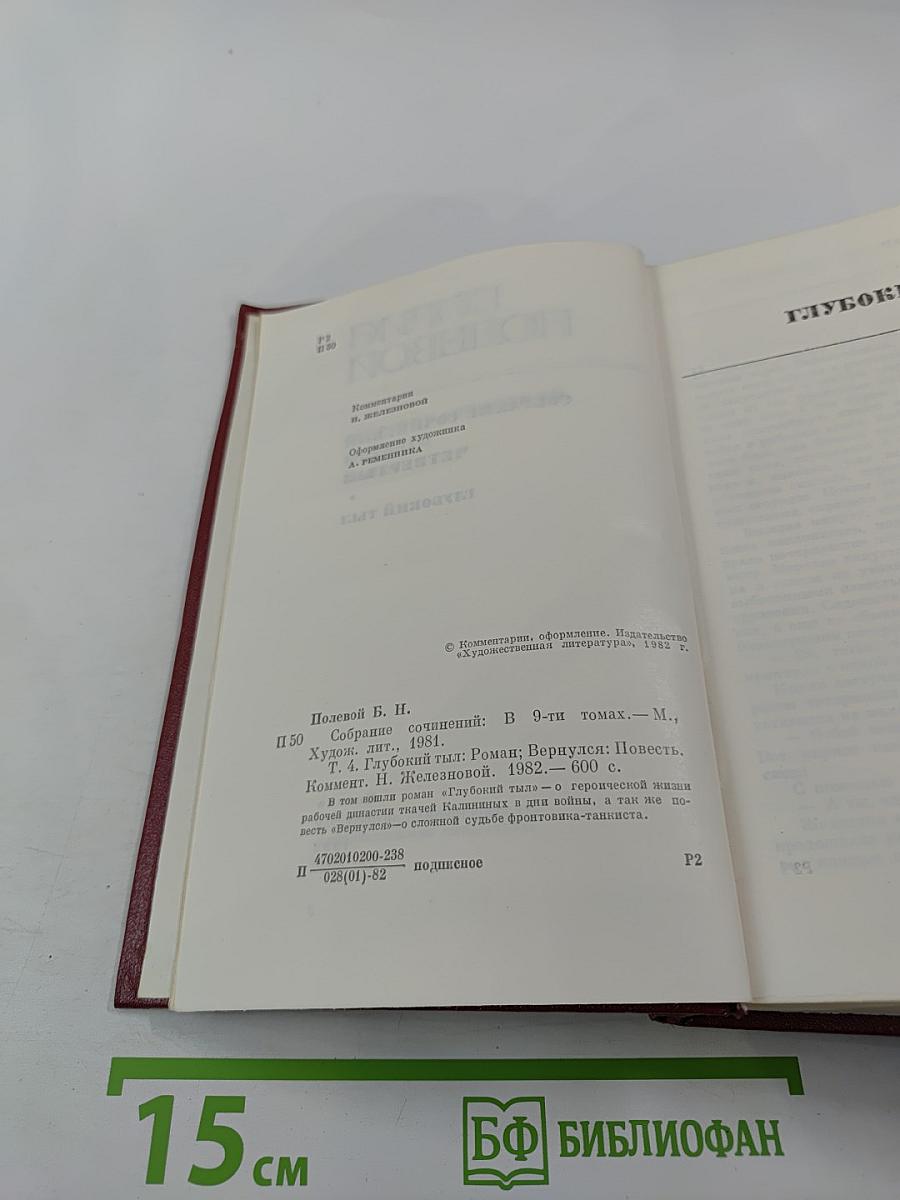 Р2
П 50
Комментарии
Н. ЖЕЛЕЗНОВОЙ
Оформление художника
А. РЕМЕННИКА
© Комментарии, оформление. Издательство
«Художественная литература», 1982 г.
Полевой Б. Н.
П 50 Собрание сочинений: В 9-ти томах.— М.,
Худож. лит., 1981.
Т. 4. Глубокий тыл: Роман; Вернулся: Повесть.
Коммент. Н. Железновой. 1982.— 600 с.
В том вошли роман «Глубокий тыл» — о героической жизни
рабочей династии ткачей Калининых в дни войны, а так же по-
весть «Вернулся»—о сложной судьбе фронтовика-танкиста.
П 4702010200-238 подписное Р2
028(01)-82
ГЛУБОК
15 см
БФ БИБЛИОФАН